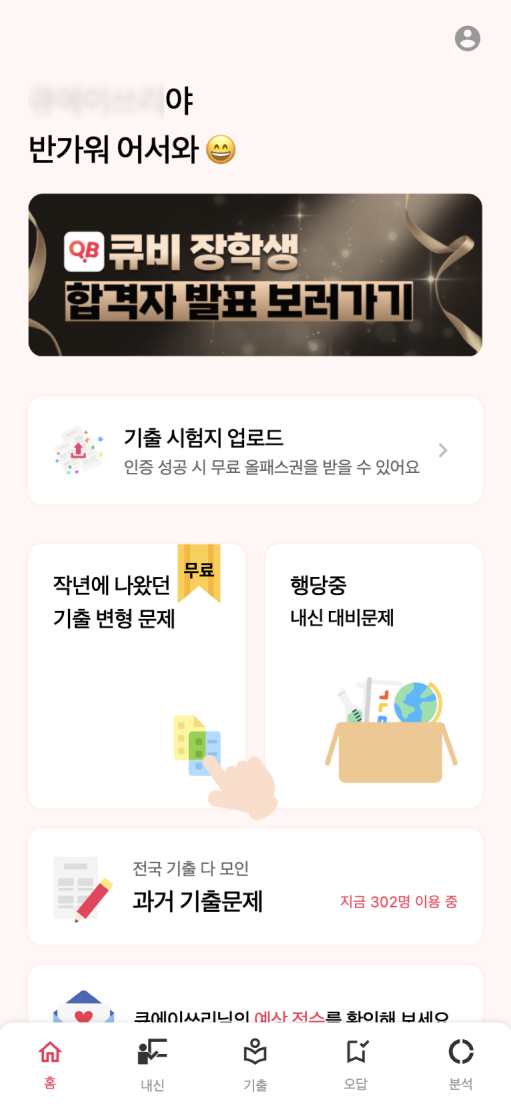 야
반가워 어서와
QB 큐비 장학생
합격자 발표 보러가기
기출 시험지 업로드
인증 성공 시 무료 올패스권을 받을 수 있어요
작년에 나왔던
기출 변형 문제
무료
행당중
내신 대비문제
전국 기출 다 모인
과거 기출문제
지금 302명 이용 중
큐에이쓰리님의 예상 점수를 확인해 보세요
홈
내신
기출
오답
분석